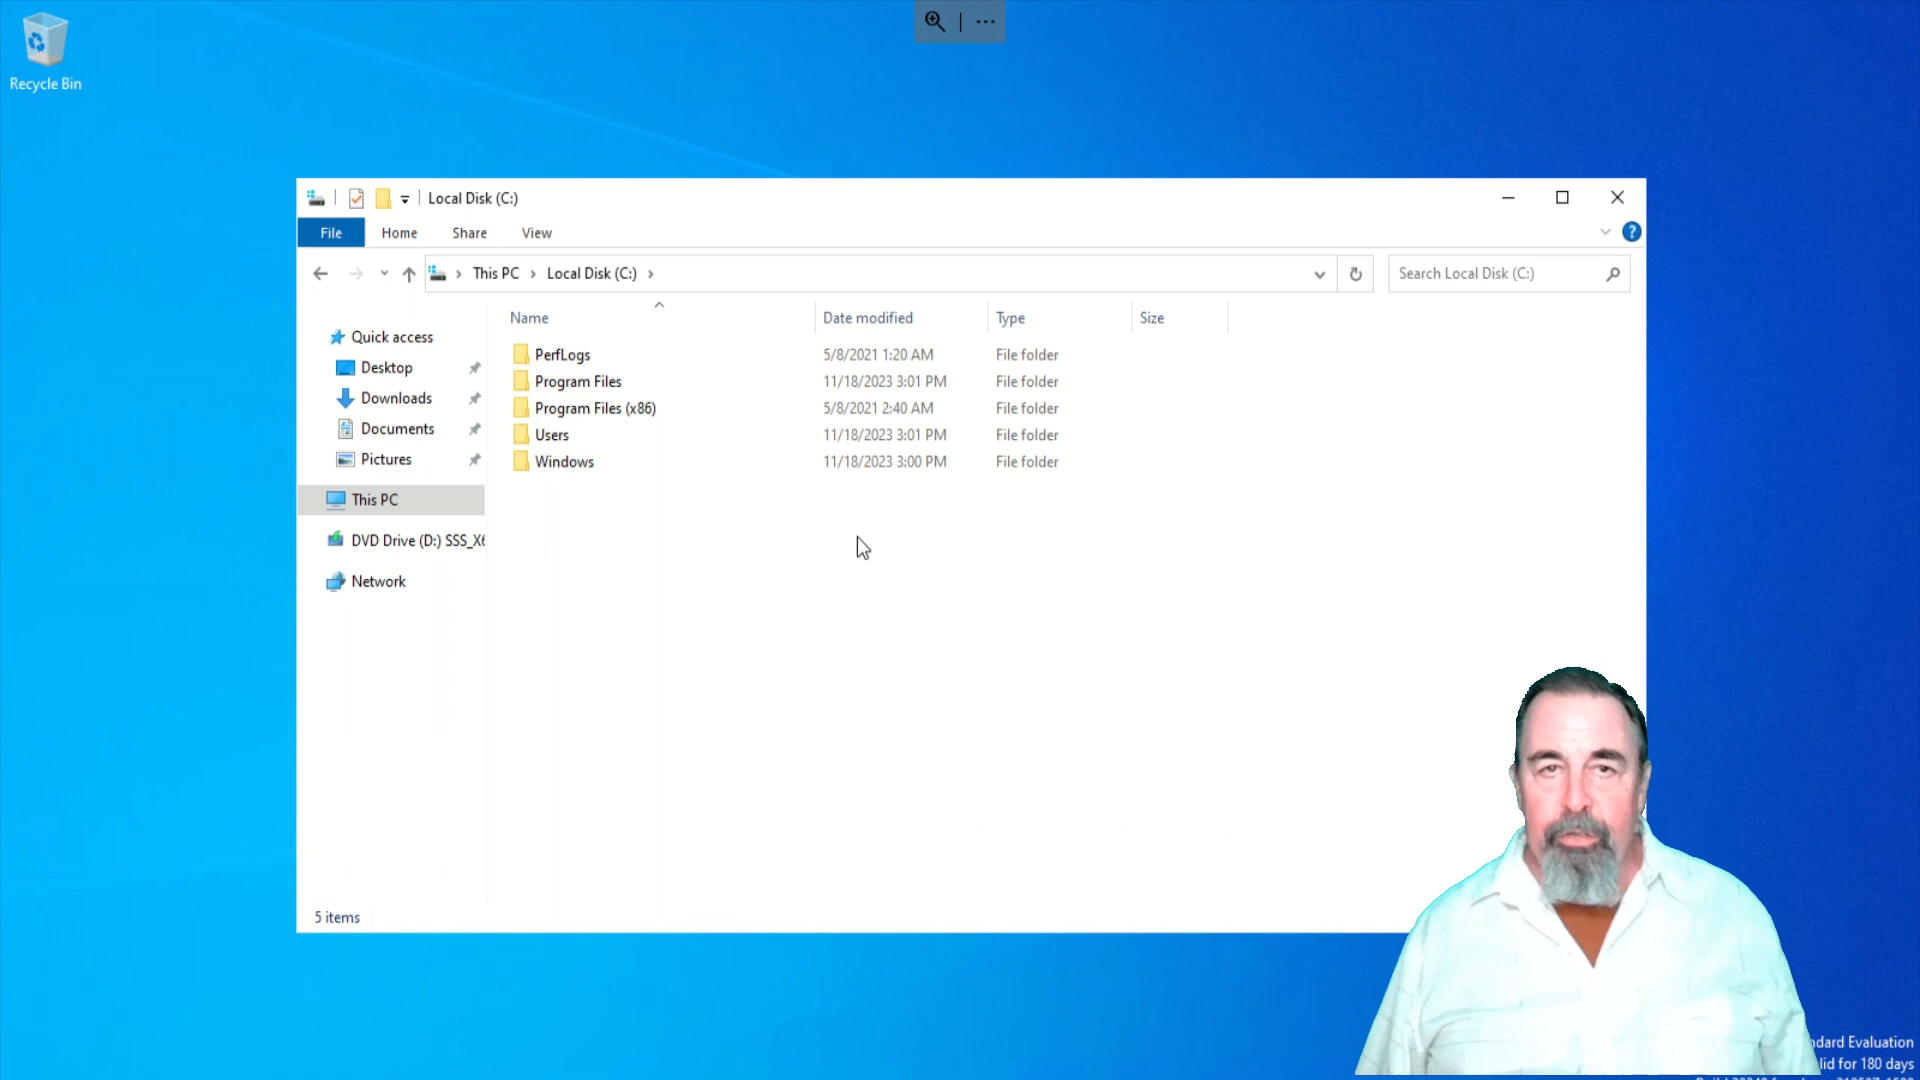 Recycle Bin
Local Disk (C:)
File Home Share View
This PC Local Disk (C:)
Search Local Disk (C:)
Name Date modified Type Size
Quick access
Desktop
Downloads
Documents
Pictures
This PC
DVD Drive (D:) SSS_X6
Network
PerfLogs 5/8/2021 1:20 AM File folder
Program Files 11/18/2023 3:01 PM File folder
Program Files (x86) 5/8/2021 2:40 AM File folder
Users 11/18/2023 3:01 PM File folder
Windows 11/18/2023 3:00 PM File folder
5 items
ndard Evaluation
lid for 180 days